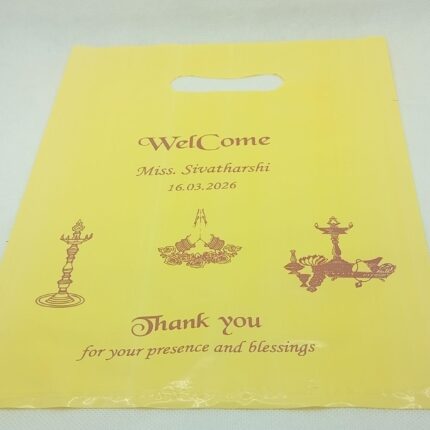 WelCome
Miss. Sivatharshi
16.03.2026
Thank you
for your presence and blessings